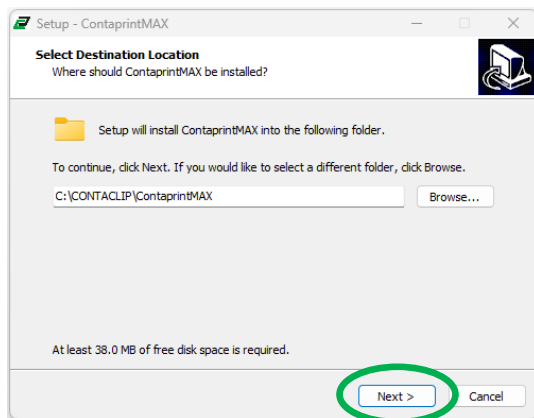 Setup - ContaprintMAX
Select Destination Location
Where should ContaprintMAX be installed?
Setup will install ContaprintMAX into the following folder.
To continue, click Next. If you would like to select a different folder, click Browse.
C:\CONTACLIP\ContaprintMAX
Browse...
At least 38.0 MB of free disk space is required.
Next >
Cancel